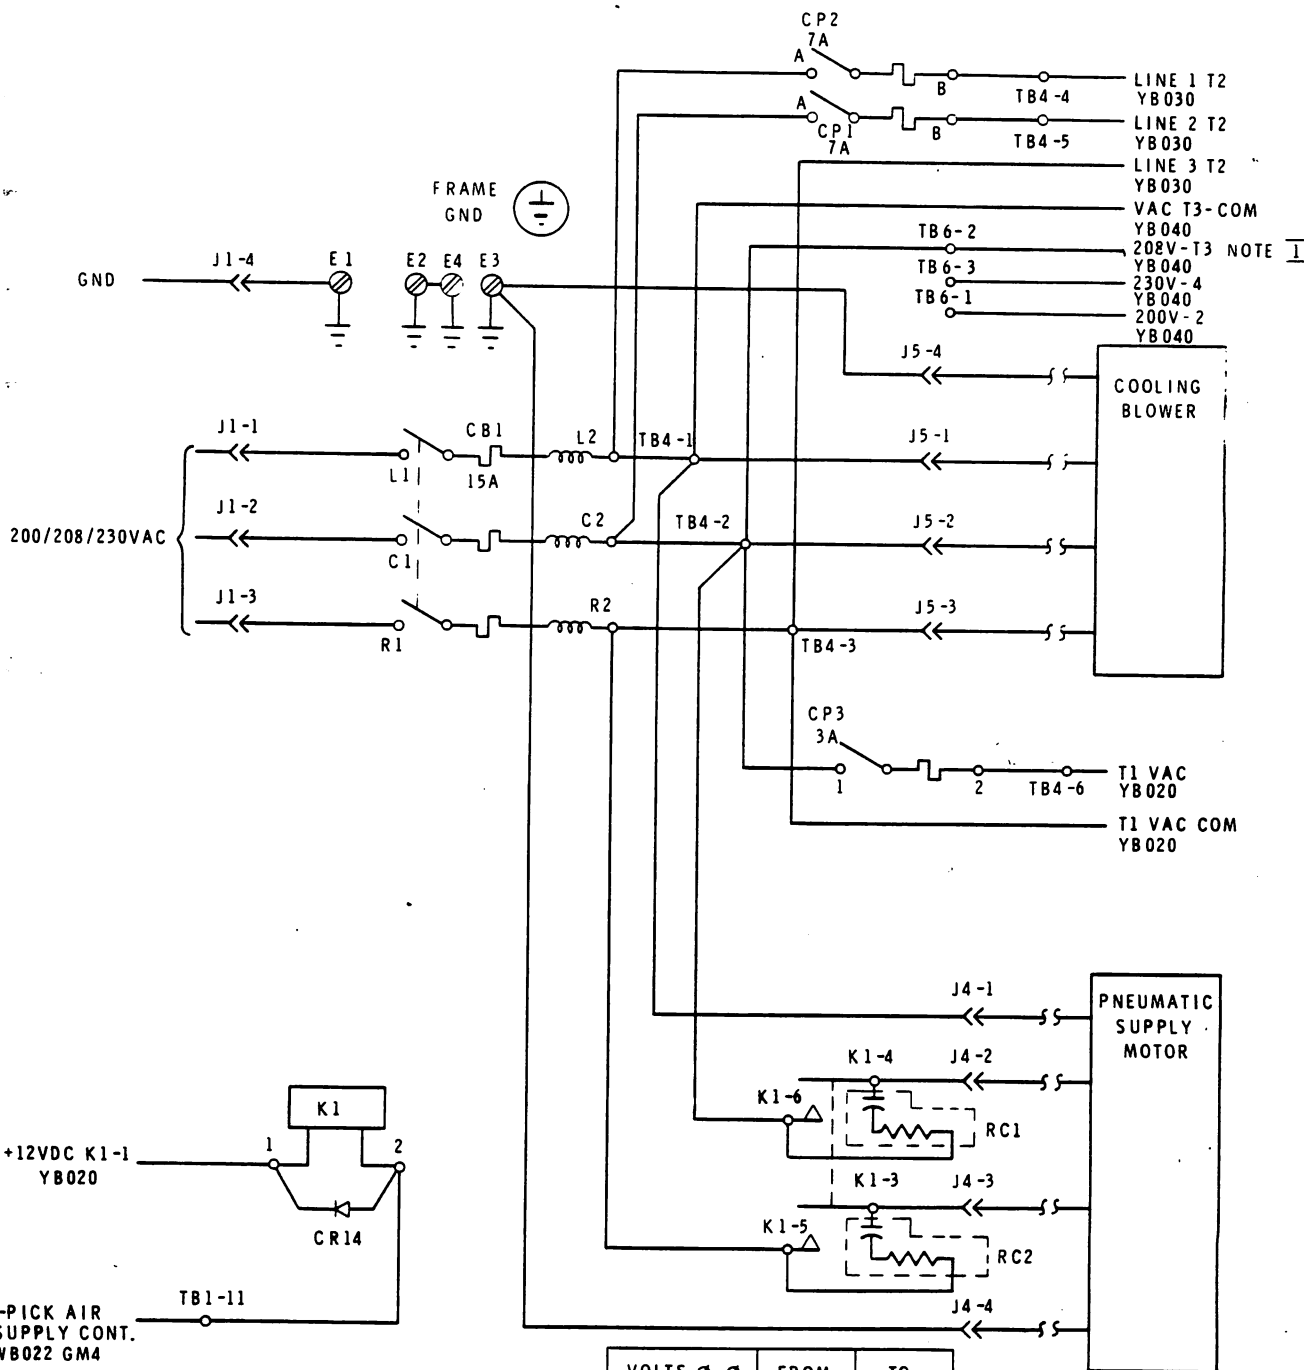 CP2
7A
A
B
TB4-4
LINE 1 T2
YB030
A
CP1
7A
B
TB4-5
LINE 2 T2
YB030
LINE 3 T2
YB030
FRAME
GND
VAC T3-COM
YB040
TB6-2
208V-T3 NOTE 1
YB040
TB6-3
230V-4
YB040
TB6-1
200V-2
YB040
GND
J1-4
E1
E2
E4
E3
J5-4
COOLING
BLOWER
J1-1
L1
CB1
15A
L2
TB4-1
J5-1
200/208/230VAC
J1-2
C1
C2
TB4-2
J5-2
J1-3
R1
R2
TB4-3
J5-3
CP3
3A
1
2
TB4-6
T1 VAC
YB020
T1 VAC COM
YB020
J4-1
PNEUMATIC
SUPPLY
MOTOR
K1-4
J4-2
K1-6
RC1
K1-3
J4-3
K1-5
RC2
J4-4
K1
1
2
+12VDC K1-1
YB020
CR14
TB1-11
-PICK AIR
SUPPLY CONT.
WB022 GM4
VOLTS Ø-Ø
FROM
TO